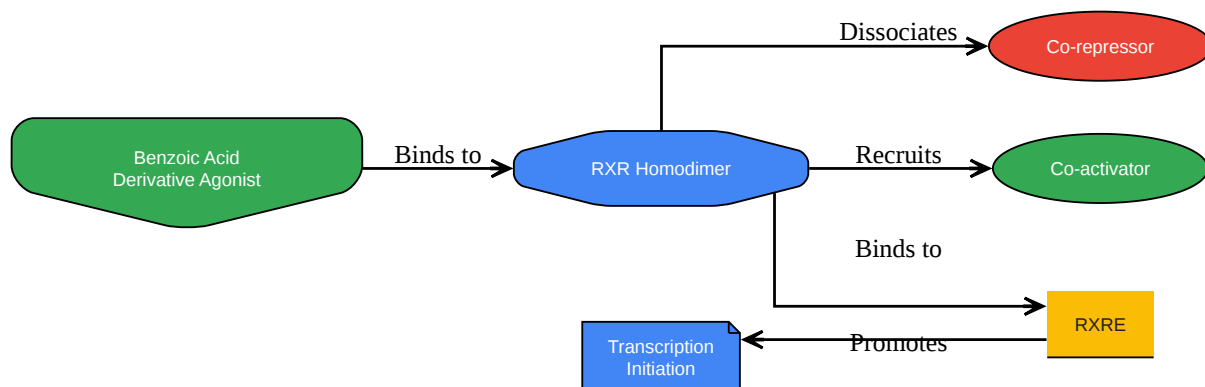 Dissociates
Co-repressor
Benzoic Acid
Derivative Agonist
Binds to
RXR Homodimer
Recruits
Co-activator
Binds to
RXRE
Promotes
Transcription
Initiation